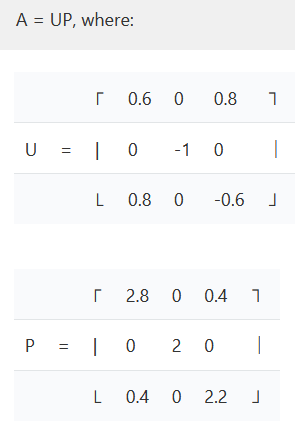 A = UP, where:
┌ 0.6 0 0.8 ┐
U = | 0 -1 0 |
└ 0.8 0 -0.6 ┘
┌ 2.8 0 0.4 ┐
P = | 0 2 0 |
└ 0.4 0 2.2 ┘